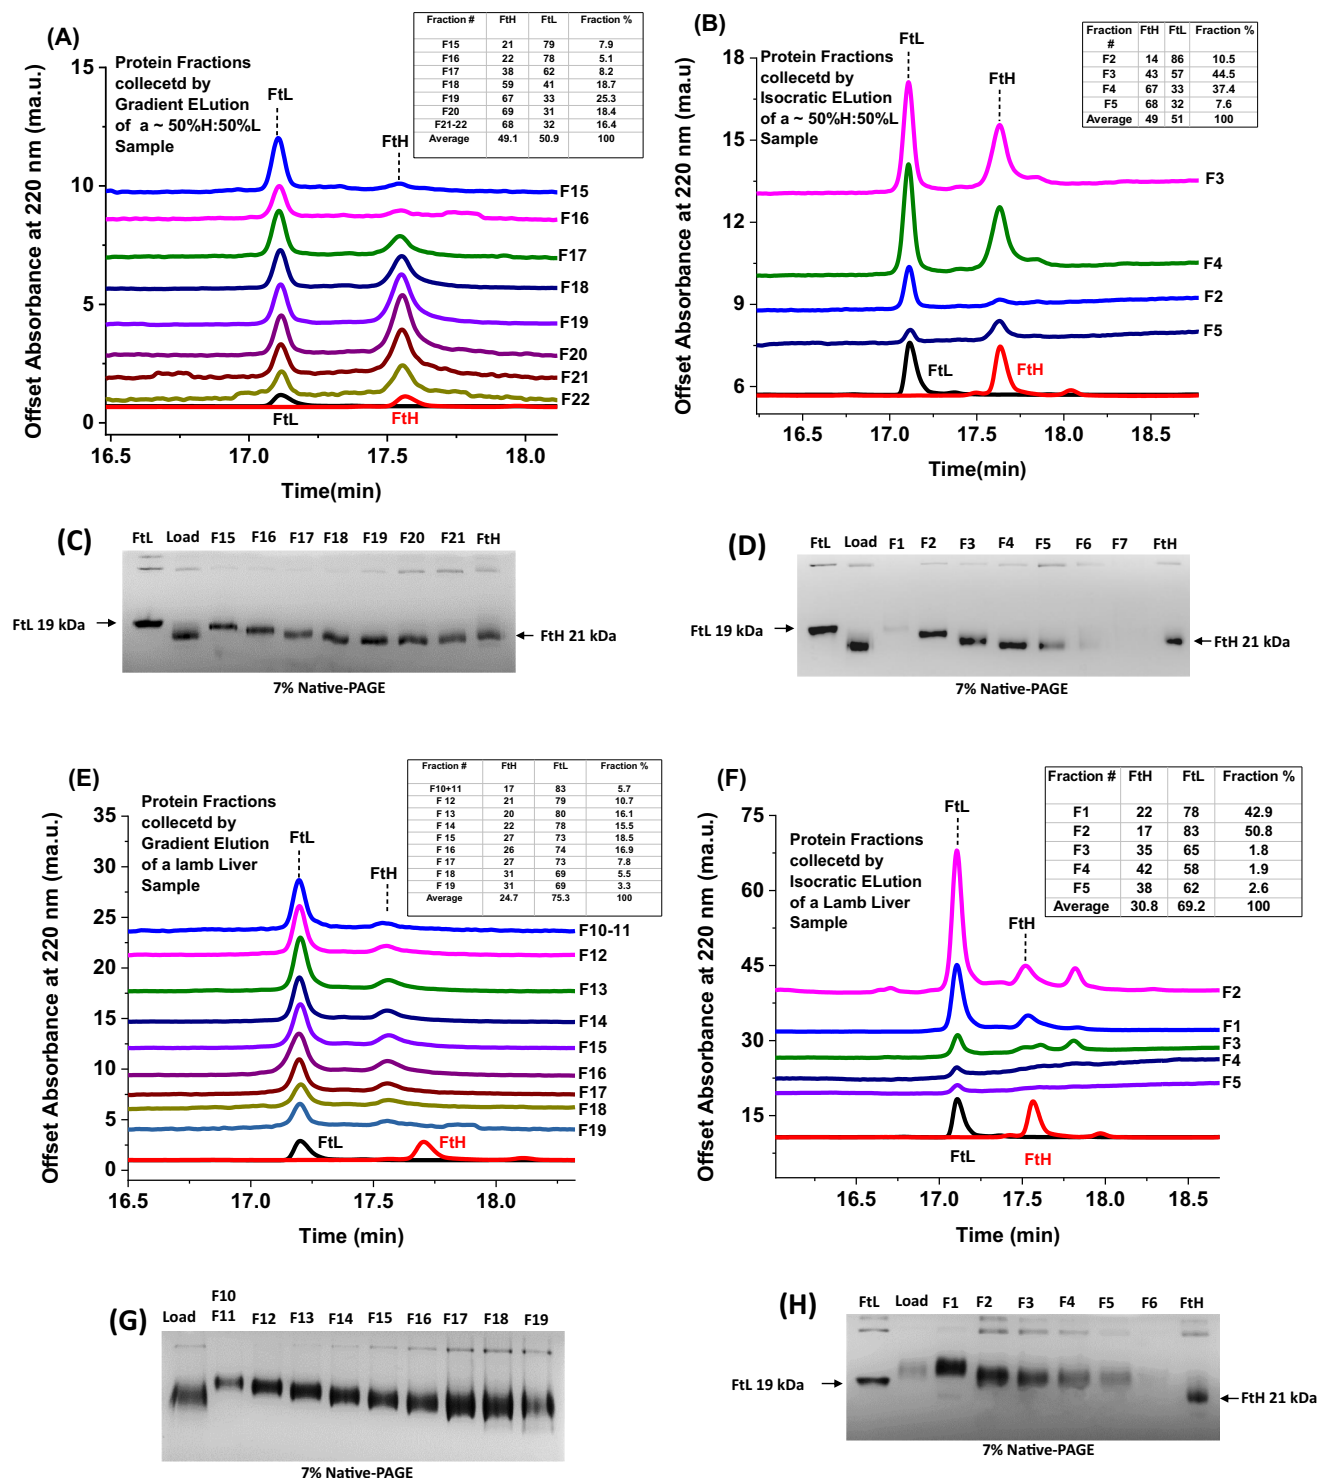 (A)
Protein Fractions
collecetd by
Gradient ELution
of a ~ 50%H:50%L
Sample
Fraction # FtH FtL Fraction %
F15 21 79 7.9
F16 22 78 5.1
F17 38 62 8.2
F18 59 41 18.7
F19 67 33 25.3
F20 69 31 18.4
F21-22 68 32 16.4
Average 49.1 50.9 100
FtL
FtH
F15
F16
F17
F18
F19
F20
F21
F22
FtL
FtH
10
5
0
16.5 17.0 17.5 18.0
Time(min)
Offset Absorbance at 220 nm (ma.u.)
(B)
Protein Fractions
collecetd by
Isocratic ELution
of a ~ 50%H:50%L
Sample
Fraction # FtH FtL Fraction %
F2 14 86 10.5
F3 43 57 44.5
F4 67 33 37.4
F5 68 32 7.6
Average 49 51 100
FtL
FtH
F3
F4
F2
F5
FtL
FtH
18
15
12
9
6
16.5 17.0 17.5 18.0 18.5
Time(min)
Offset Absorbance at 220 nm (ma.u)
(C)
FtL Load F15 F16 F17 F18 F19 F20 F21 FtH
FtL 19 kDa
FtH 21 kDa
7% Native-PAGE
(D)
FtL Load F1 F2 F3 F4 F5 F6 F7 FtH
FtL 19 kDa
FtH 21 kDa
7% Native-PAGE
(E)
Protein Fractions
collecetd by
Gradient Elution
of a lamb Liver
Sample
Fraction # FtH FtL Fraction %
F10+11 17 83 5.7
F 12 21 79 10.7
F 13 20 80 16.1
F 14 22 78 15.5
F 15 27 73 18.5
F 16 26 74 16.9
F 17 27 73 7.8
F 18 31 69 5.5
F 19 31 69 3.3
Average 24.7 75.3 100
FtL
FtH
F10-11
F12
F13
F14
F15
F16
F17
F18
F19
FtL
FtH
35
30
25
20
15
10
5
0
16.5 17.0 17.5 18.0
Time (min)
Offset Absorbance at 220 nm (ma.u.)
(F)
Protein Fractions
collecetd by
Isocratic ELution
of a Lamb Liver
Sample
Fraction # FtH FtL Fraction %
F1 22 78 42.9
F2 17 83 50.8
F3 35 65 1.8
F4 42 58 1.9
F5 38 62 2.6
Average 30.8 69.2 100
FtL
FtH
F2
F1
F3
F4
F5
FtL
FtH
75
60
45
30
15
16.5 17.0 17.5 18.0 18.5
Time (min)
Offset Absorbance at 220 nm (ma.u.)
(G)
F10
Load F11 F12 F13 F14 F15 F16 F17 F18 F19
7% Native-PAGE
(H)
FtL Load F1 F2 F3 F4 F5 F6 FtH
FtL 19 kDa
FtH 21 kDa
7% Native-PAGE